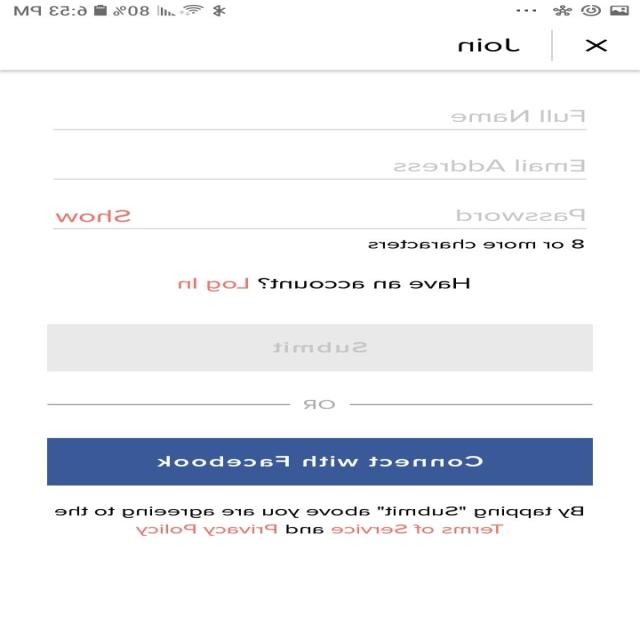 80% 6:53 PM
Join
Full Name
Email Address
Password Show
8 or more characters
Have an account? Log In
Submit
OR
Connect with Facebook
By tapping "Submit" above you are agreeing to the
Terms of Service and Privacy Policy